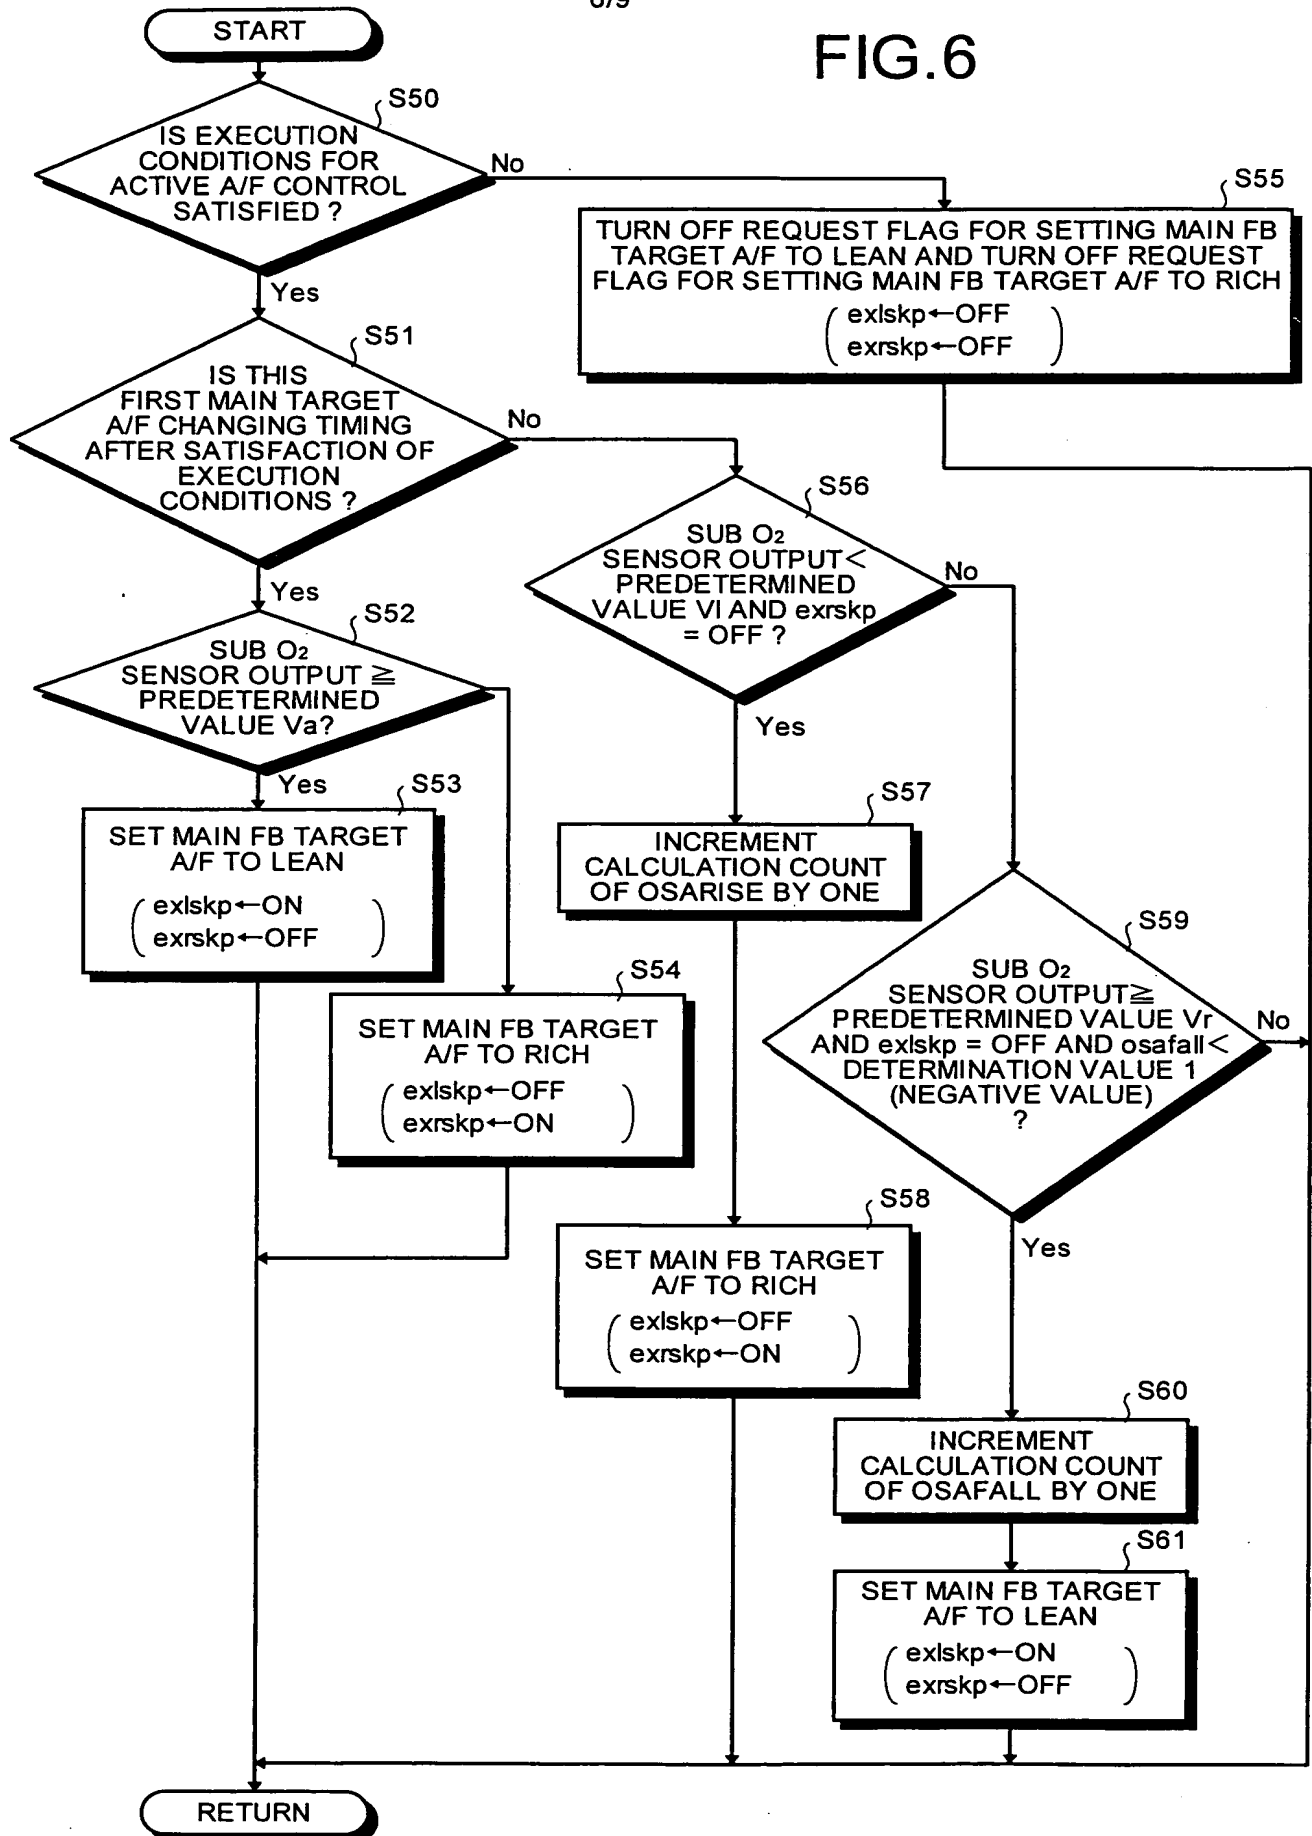 6/9
FIG.6
START
S50
IS EXECUTION
CONDITIONS FOR
ACTIVE A/F CONTROL
SATISFIED ?
No
Yes
S55
TURN OFF REQUEST FLAG FOR SETTING MAIN FB
TARGET A/F TO LEAN AND TURN OFF REQUEST
FLAG FOR SETTING MAIN FB TARGET A/F TO RICH
( exlskp←OFF
exrskp←OFF )
S51
IS THIS
FIRST MAIN TARGET
A/F CHANGING TIMING
AFTER SATISFACTION OF
EXECUTION
CONDITIONS ?
No
Yes
S52
SUB O2
SENSOR OUTPUT ≧
PREDETERMINED
VALUE Va?
Yes
S53
SET MAIN FB TARGET
A/F TO LEAN
( exlskp←ON
exrskp←OFF )
S54
SET MAIN FB TARGET
A/F TO RICH
( exlskp←OFF
exrskp←ON )
S56
SUB O2
SENSOR OUTPUT<
PREDETERMINED
VALUE Vl AND exrskp
= OFF ?
No
Yes
S57
INCREMENT
CALCULATION COUNT
OF OSARISE BY ONE
S58
SET MAIN FB TARGET
A/F TO RICH
( exlskp←OFF
exrskp←ON )
S59
SUB O2
SENSOR OUTPUT≧
PREDETERMINED VALUE Vr
AND exlskp = OFF AND osafall<
DETERMINATION VALUE 1
(NEGATIVE VALUE)
?
No
Yes
S60
INCREMENT
CALCULATION COUNT
OF OSAFALL BY ONE
S61
SET MAIN FB TARGET
A/F TO LEAN
( exlskp←ON
exrskp←OFF )
RETURN